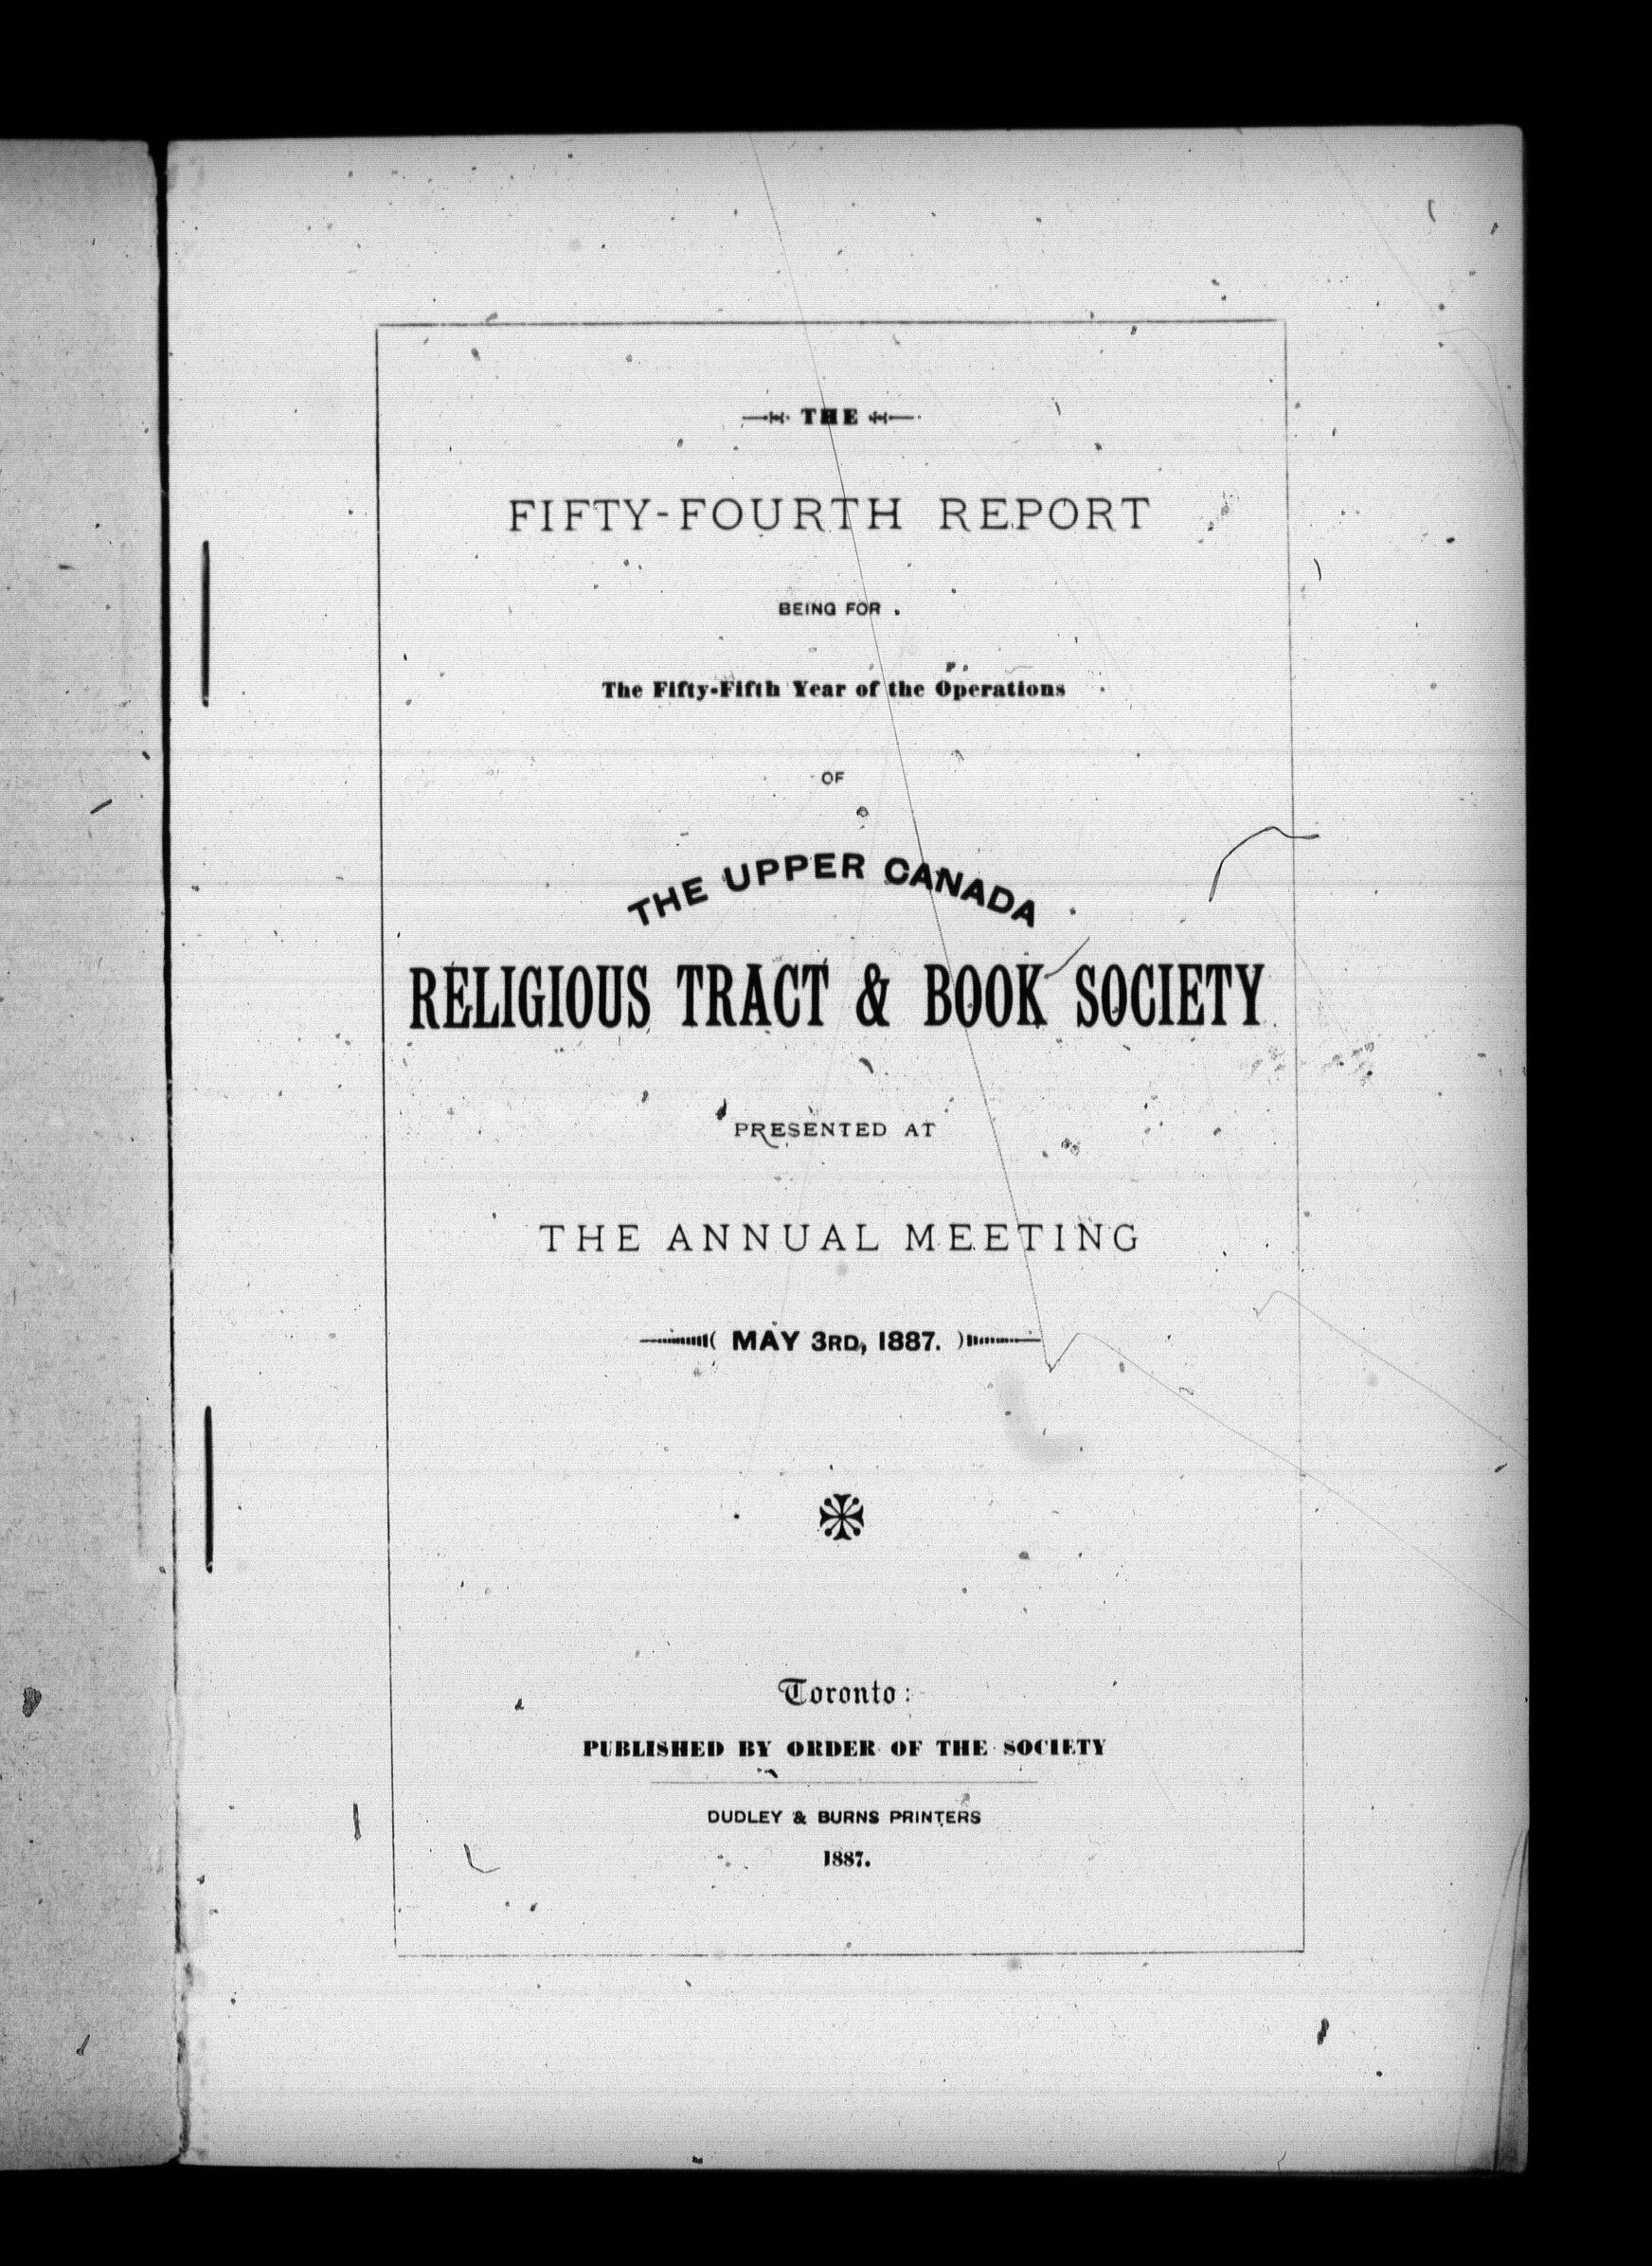 THE
FIFTY-FOURTH REPORT
BEING FOR
The Fifty-Fifth Year of the Operations
OF
THE UPPER CANADA
RELIGIOUS TRACT & BOOK SOCIETY
PRESENTED AT
THE ANNUAL MEETING
( MAY 3RD, 1887. )
Toronto:
PUBLISHED BY ORDER OF THE SOCIETY
DUDLEY & BURNS PRINTERS
1887.